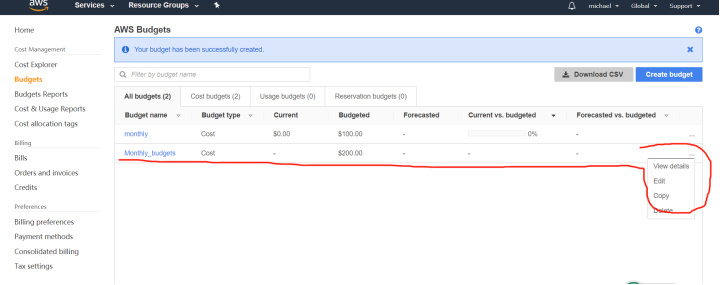 aws Services Resource Groups michael Global Support
Home
Cost Management
Cost Explorer
Budgets
Budgets Reports
Cost & Usage Reports
Cost allocation tags
Billing
Bills
Orders and invoices
Credits
Preferences
Billing preferences
Payment methods
Consolidated billing
Tax settings
AWS Budgets
Your budget has been successfully created.
Filter by budget name
Download CSV Create budget
All budgets (2) Cost budgets (2) Usage budgets (0) Reservation budgets (0)
Budget name Budget type Current Budgeted Forecasted Current vs. budgeted Forecasted vs. budgeted
monthly Cost $0.00 $100.00 - 0% - ...
Monthly_budgets Cost - $200.00 - - - ...
View details
Edit
Copy
Delete